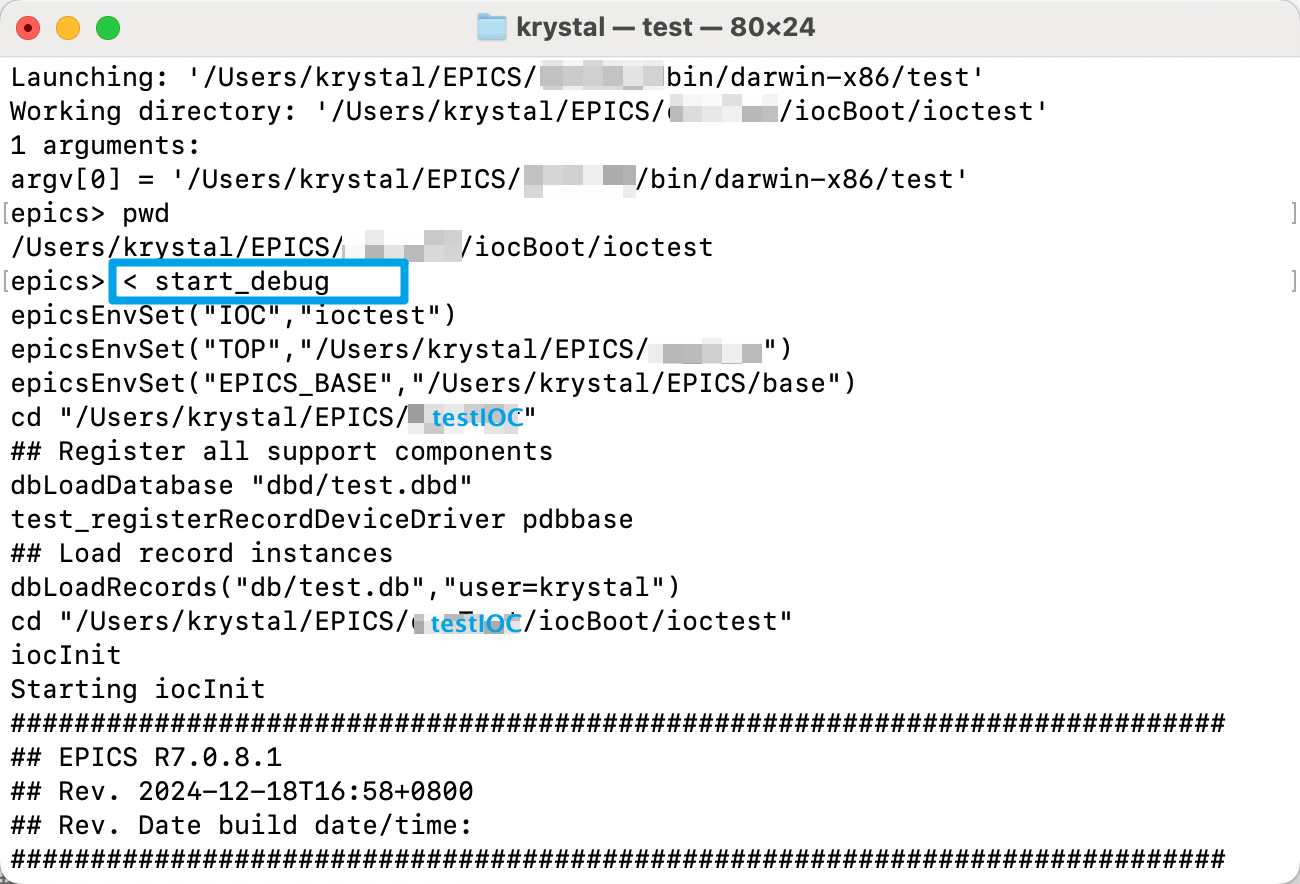 krystal — test — 80×24
Launching: '/Users/krystal/EPICS/bin/darwin-x86/test'
Working directory: '/Users/krystal/EPICS//iocBoot/ioctest'
1 arguments:
argv[0] = '/Users/krystal/EPICS//bin/darwin-x86/test'
[epics> pwd ]
/Users/krystal/EPICS//iocBoot/ioctest
[epics> < start_debug ]
epicsEnvSet("IOC","ioctest")
epicsEnvSet("TOP","/Users/krystal/EPICS/")
epicsEnvSet("EPICS_BASE","/Users/krystal/EPICS/base")
cd "/Users/krystal/EPICS/testIOC"
## Register all support components
dbLoadDatabase "dbd/test.dbd"
test_registerRecordDeviceDriver pdbbase
## Load record instances
dbLoadRecords("db/test.db","user=krystal")
cd "/Users/krystal/EPICS/testIOC/iocBoot/ioctest"
iocInit
Starting iocInit
############################################################################
## EPICS R7.0.8.1
## Rev. 2024-12-18T16:58+0800
## Rev. Date build date/time:
############################################################################